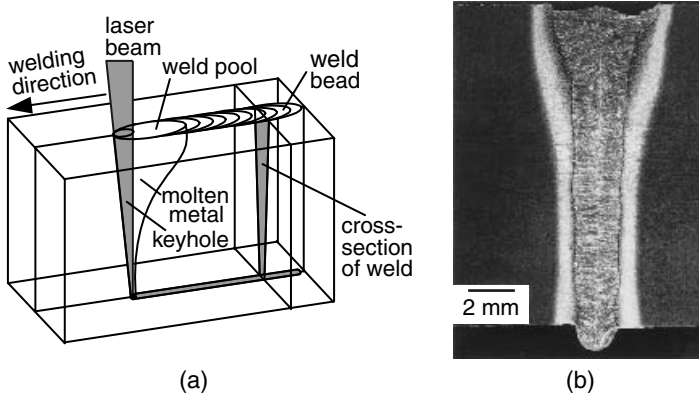 laser
beam
welding
direction
weld pool
weld
bead
molten
metal
keyhole
cross-
section
of weld
2 mm
(a)
(b)